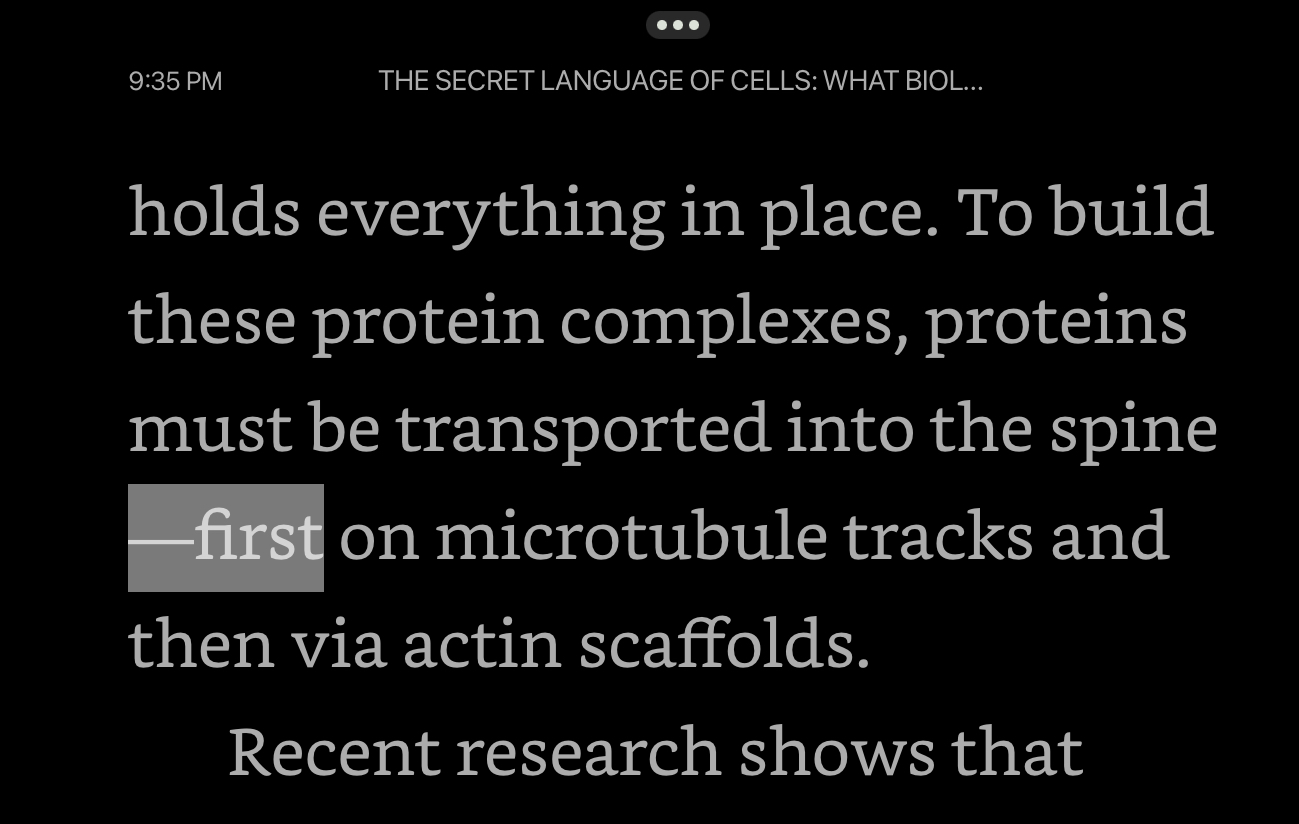 9:35 PM
THE SECRET LANGUAGE OF CELLS: WHAT BIOL...
holds everything in place. To build
these protein complexes, proteins
must be transported into the spine
—first on microtubule tracks and
then via actin scaffolds.
Recent research shows that